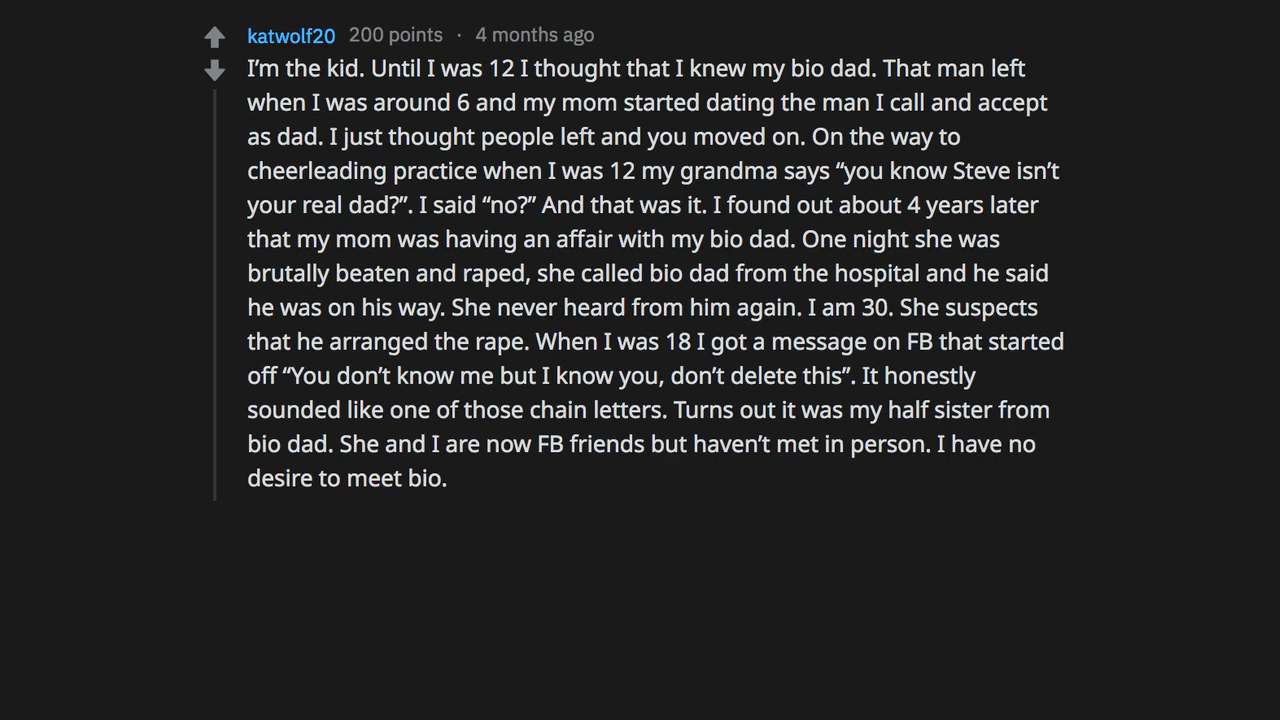 katwolf20 200 points · 4 months ago
I’m the kid. Until I was 12 I thought that I knew my bio dad. That man left
when I was around 6 and my mom started dating the man I call and accept
as dad. I just thought people left and you moved on. On the way to
cheerleading practice when I was 12 my grandma says “you know Steve isn’t
your real dad?”. I said “no?” And that was it. I found out about 4 years later
that my mom was having an affair with my bio dad. One night she was
brutally beaten and raped, she called bio dad from the hospital and he said
he was on his way. She never heard from him again. I am 30. She suspects
that he arranged the rape. When I was 18 I got a message on FB that started
off “You don’t know me but I know you, don’t delete this”. It honestly
sounded like one of those chain letters. Turns out it was my half sister from
bio dad. She and I are now FB friends but haven’t met in person. I have no
desire to meet bio.